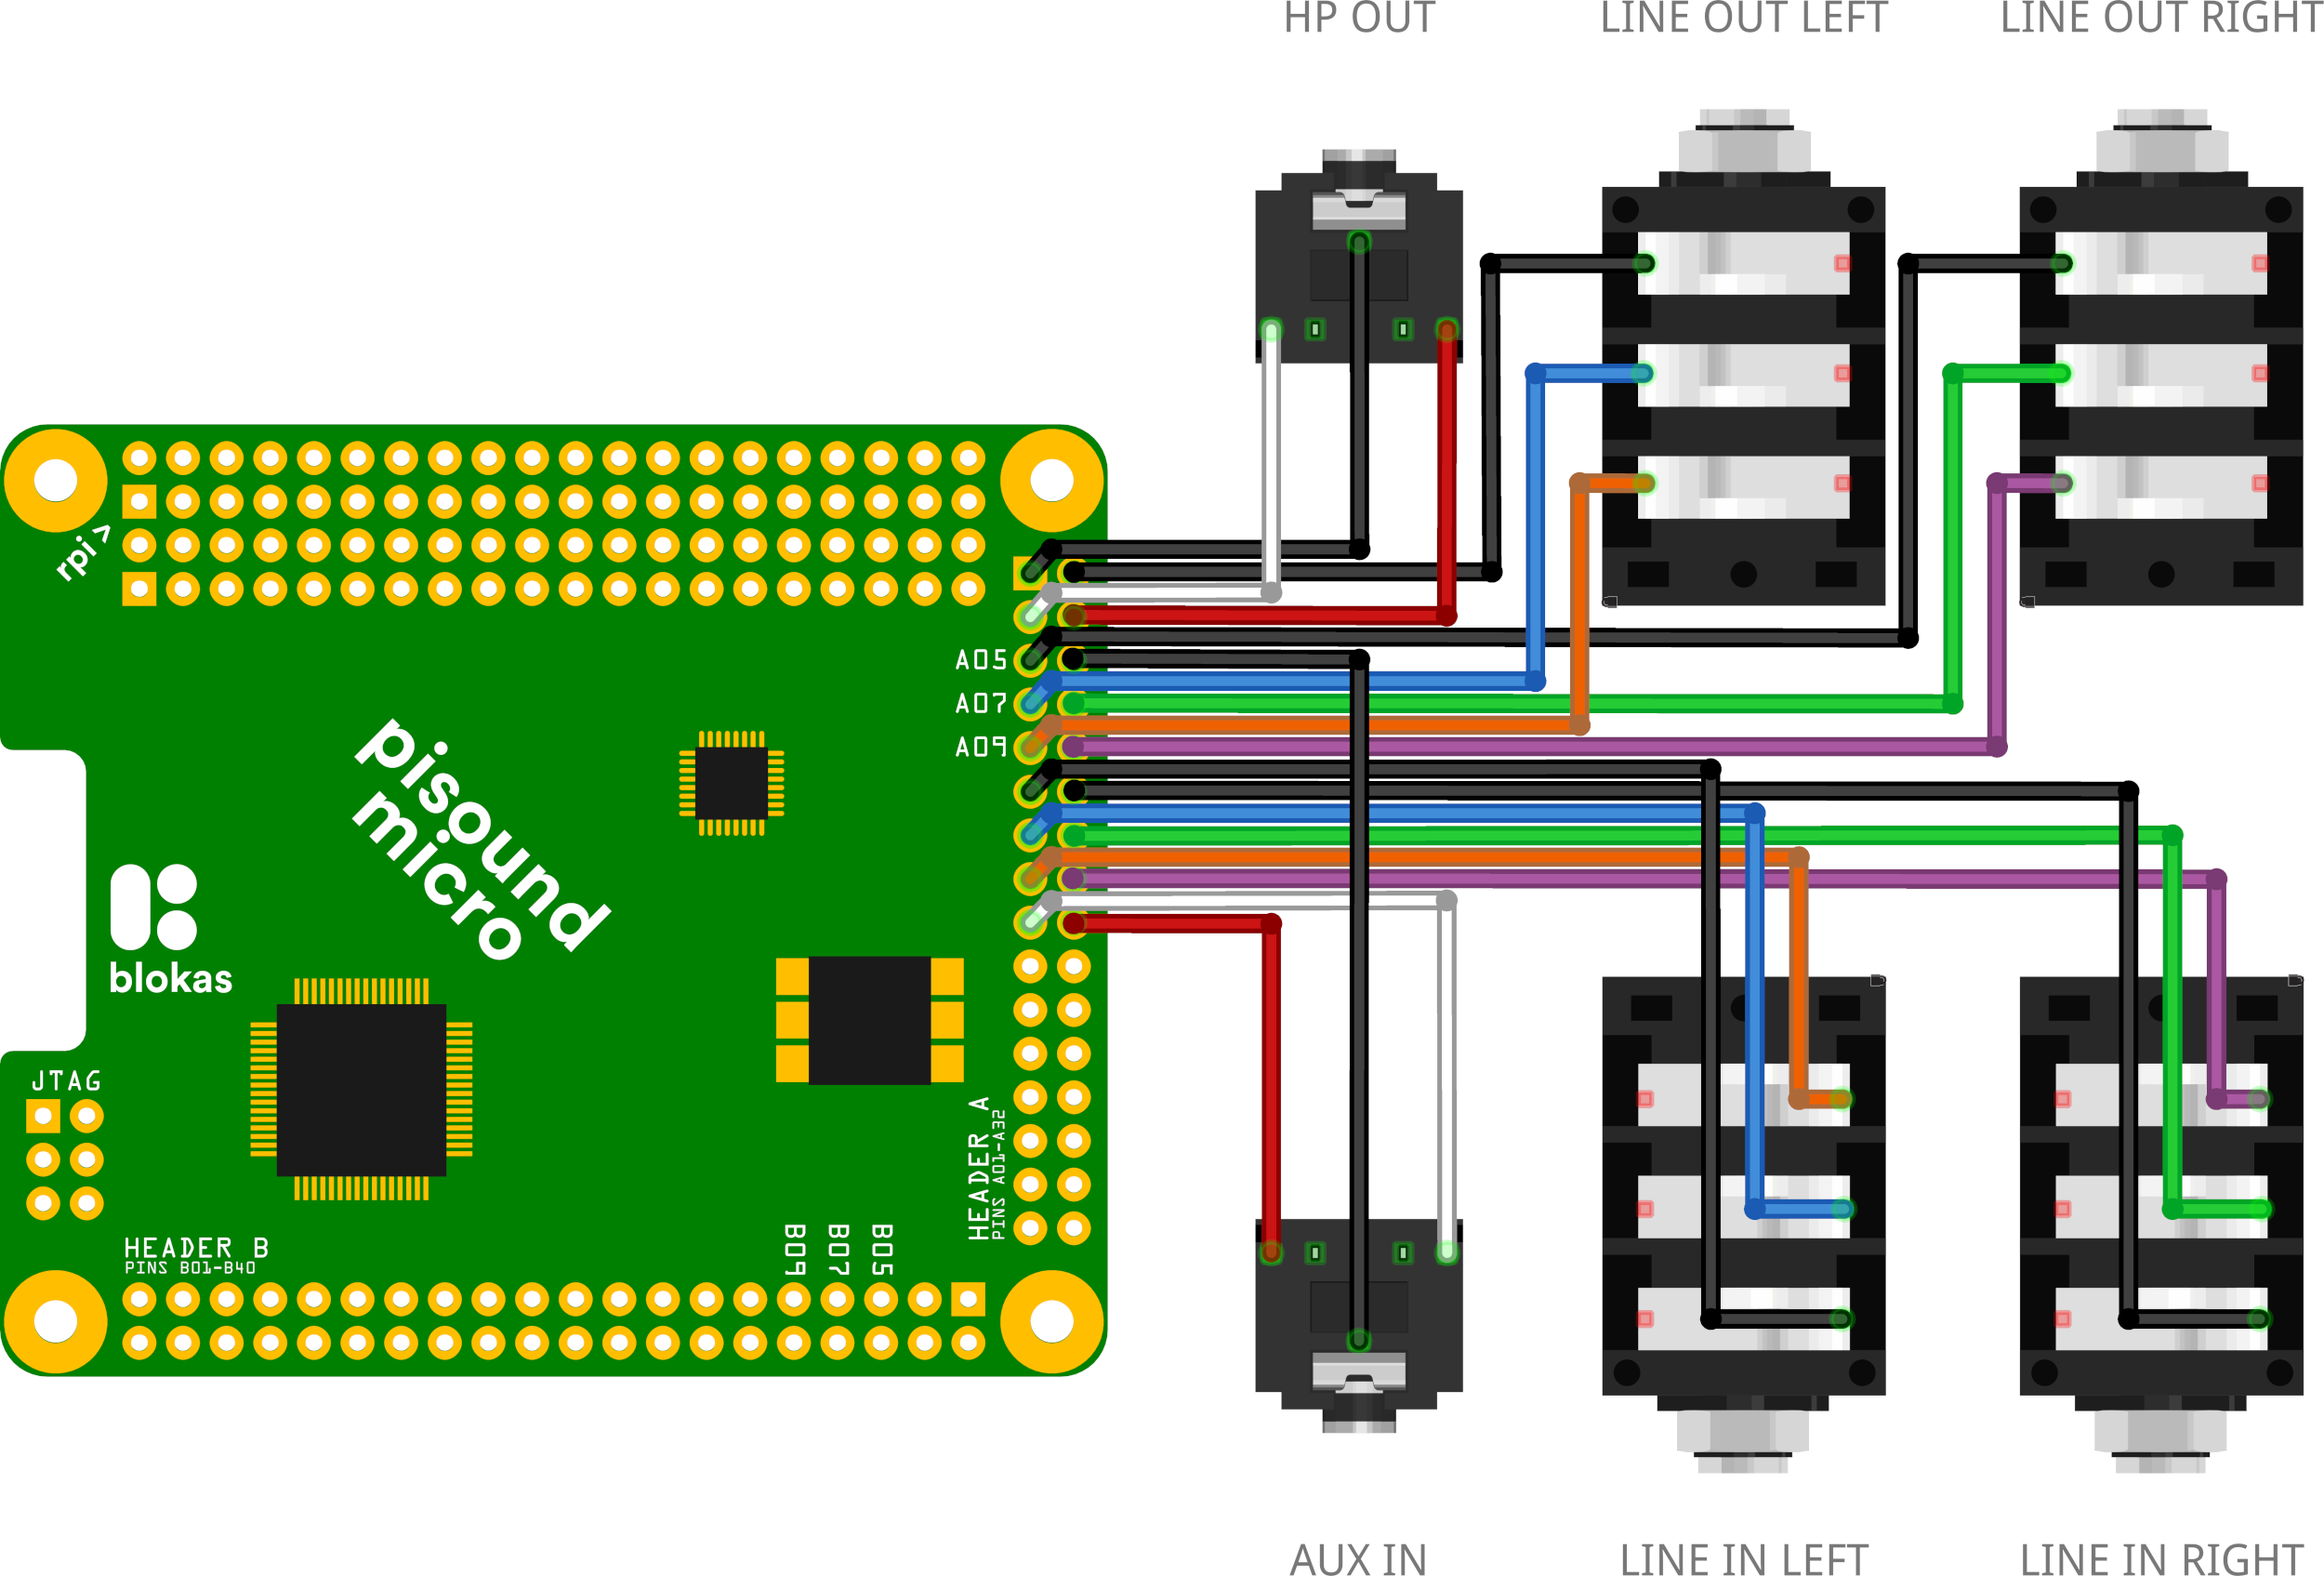 HP OUT
LINE OUT LEFT
LINE OUT RIGHT
rpi >
A05
A07
A09
pisound
micro
blokas
JTAG
HEADER A
PINS A01-A32
HEADER B
PINS B01-B40
B09
B07
B05
AUX IN
LINE IN LEFT
LINE IN RIGHT